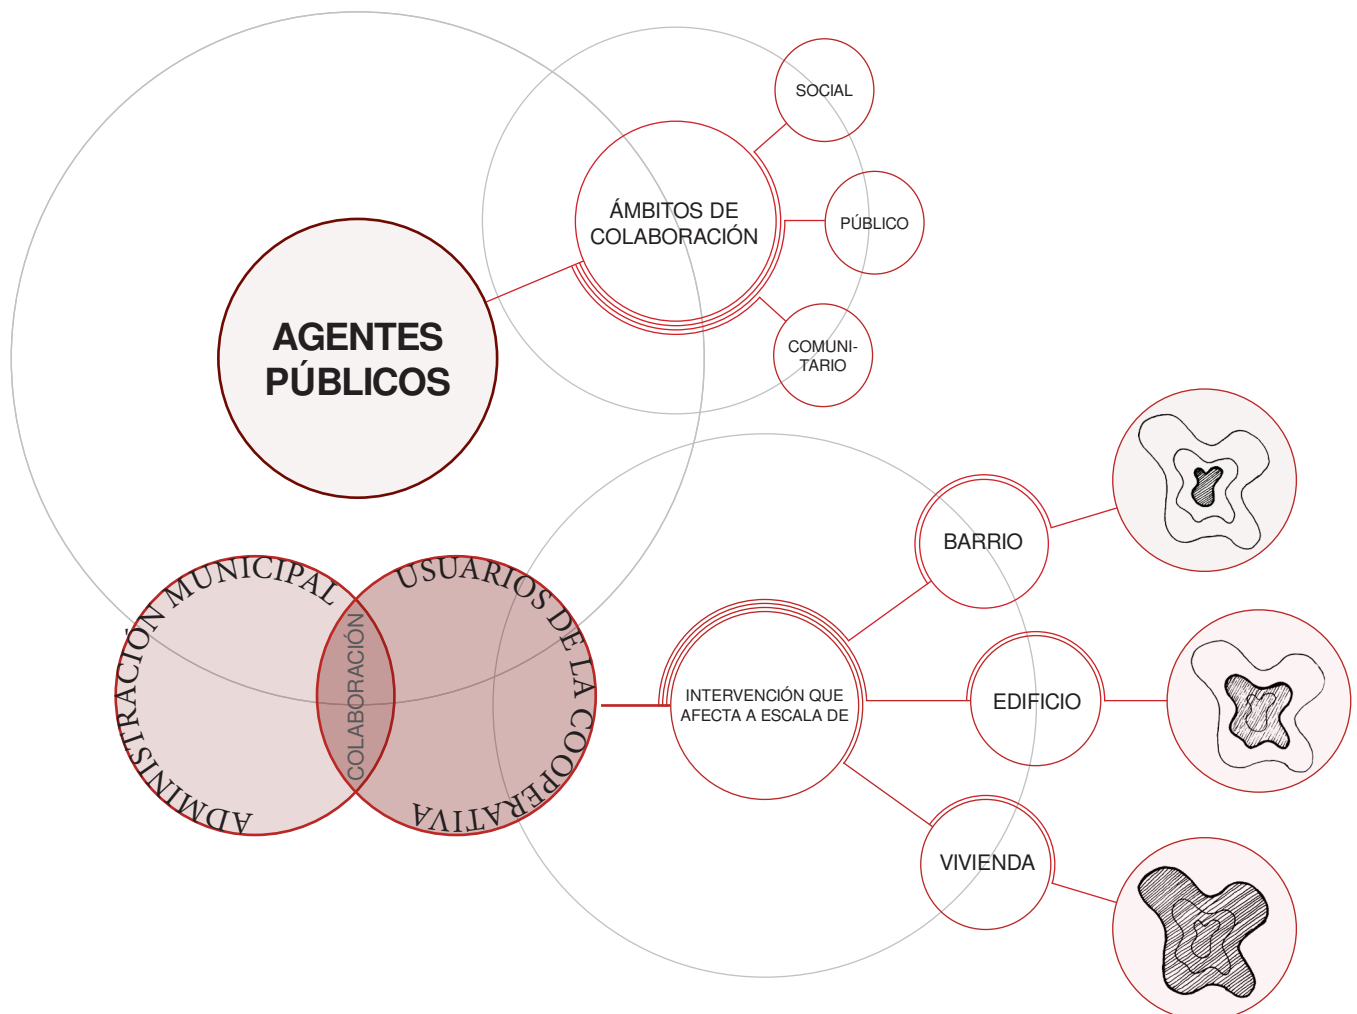 SOCIAL
ÁMBITOS DE
COLABORACIÓN
PÚBLICO
AGENTES
PÚBLICOS
COMUNI-
TARIO
BARRIO
ADMINISTRACIÓN MUNICIPAL
COLABORACIÓN
USUARIOS DE LA COOPERATIVA
INTERVENCIÓN QUE
AFECTA A ESCALA DE
EDIFICIO
VIVIENDA